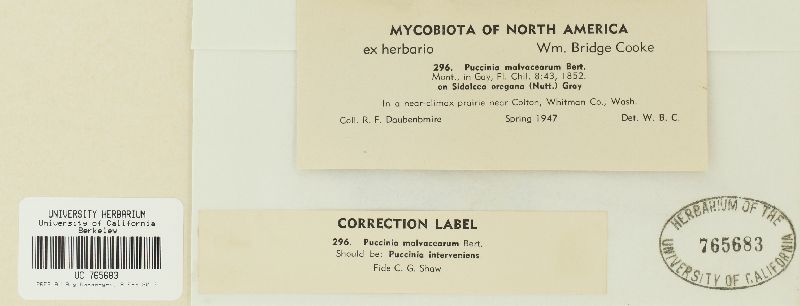 MYCOBIOTA OF NORTH AMERICA
ex herbario Wm. Bridge Cooke
296. Puccinia malvacearum Bert.
Mont., in Gay, Fl. Chil. 8:43, 1852.
on Sidalcea oregana (Nutt.) Gray
In a near-climax prairie near Colton, Whitman Co., Wash.
Coll. R. F. Daubenbmire Spring 1947 Det. W. B. C.
UNIVERSITY HERBARIUM
University of California
Berkeley
UC 765683
CORRECTION LABEL
296. Puccinia malvacearum Bert.
Should be: Puccinia interveniens
Fide C. G. Shaw
HERBARIUM OF THE
765683
UNIVERSITY OF CALIFORNIA